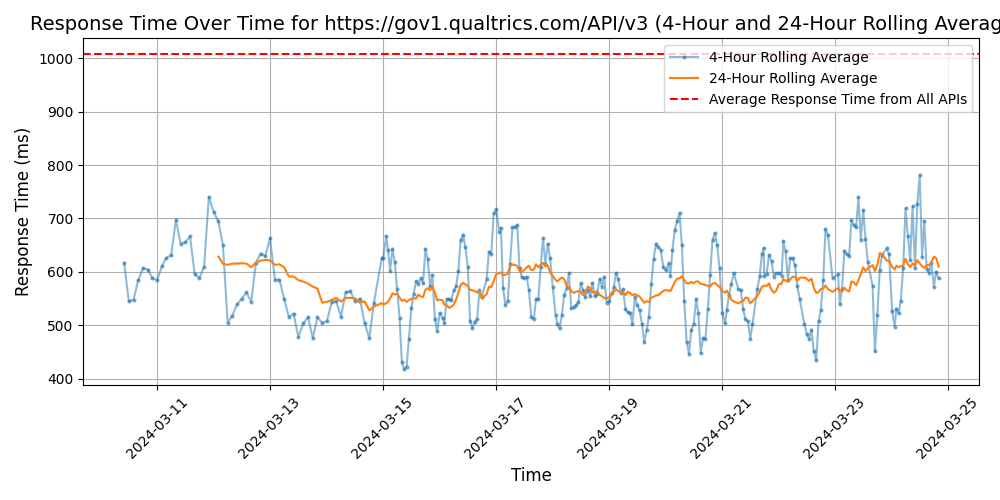 Response Time Over Time for https://gov1.qualtrics.com/API/v3 (4-Hour and 24-Hour Rolling Averag
4-Hour Rolling Average
24-Hour Rolling Average
Average Response Time from All APIs
Response Time (ms)
1000
900
800
700
600
500
400
2024-03-11
2024-03-13
2024-03-15
2024-03-17
2024-03-19
2024-03-21
2024-03-23
2024-03-25
Time